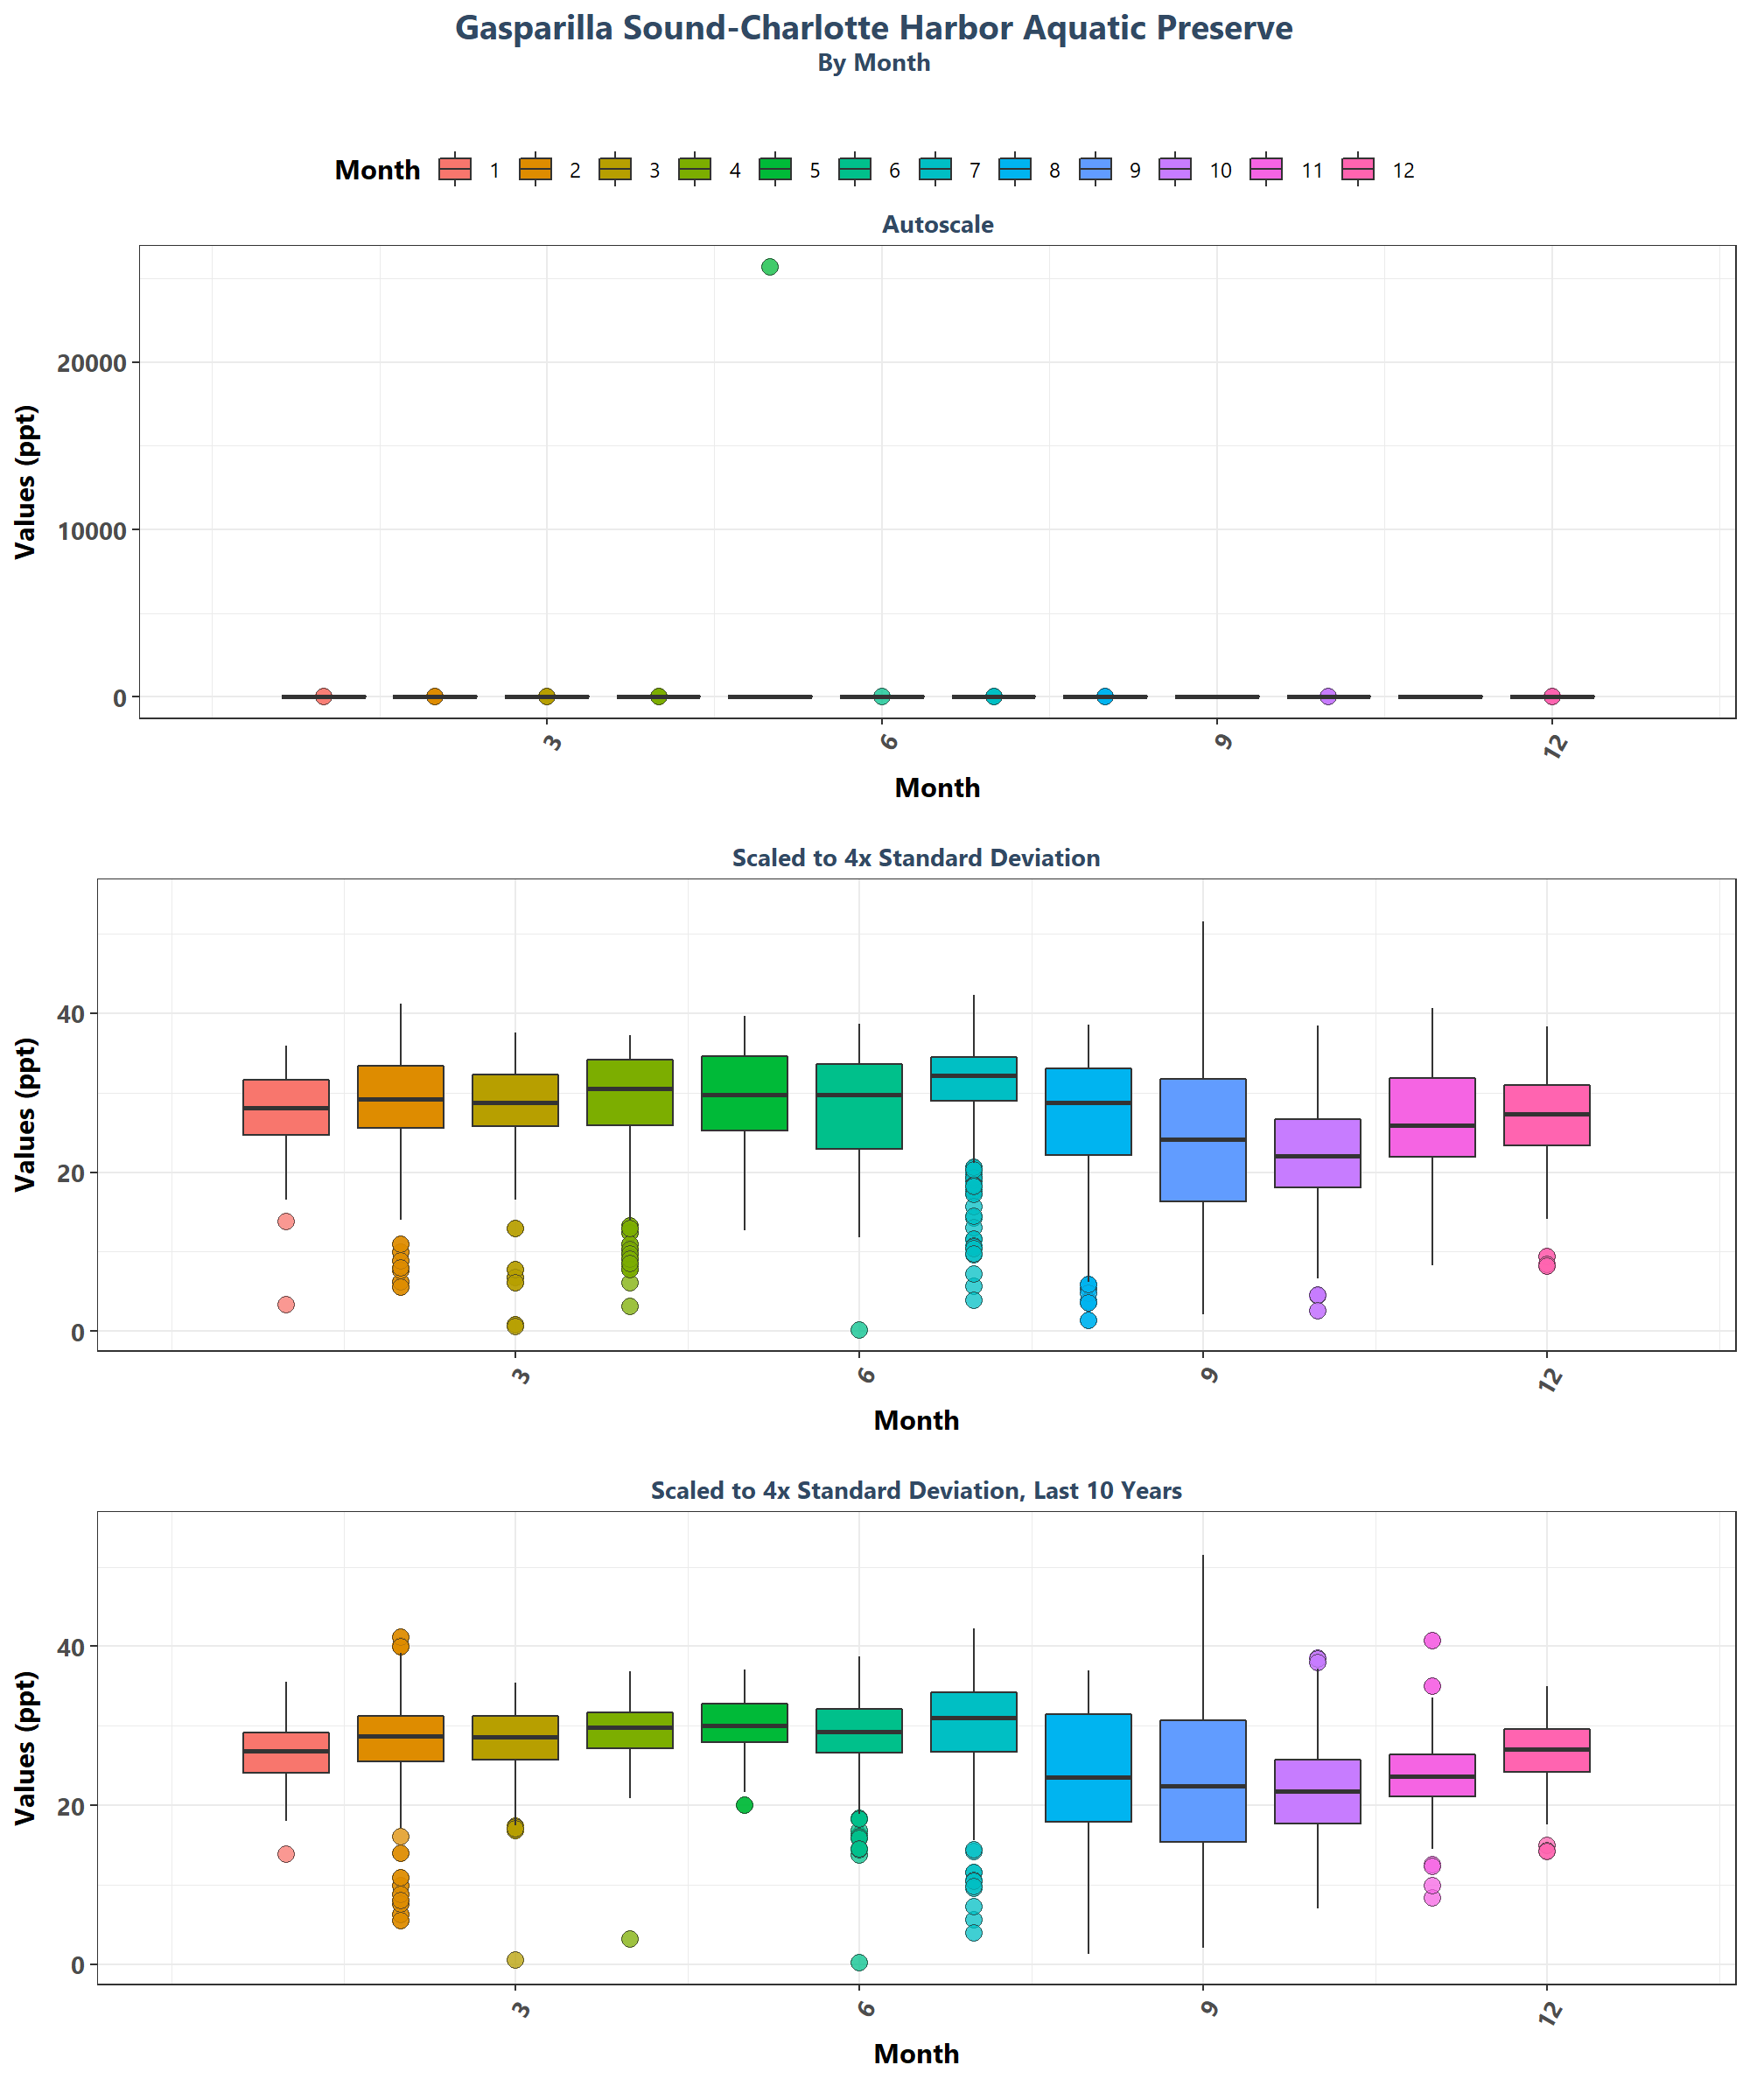 Gasparilla Sound-Charlotte Harbor Aquatic Preserve
By Month
Month 1 2 3 4 5 6 7 8 9 10 11 12
Autoscale
Values (ppt)
20000
10000
0
3 6 9 12
Month
Scaled to 4x Standard Deviation
Values (ppt)
40
20
0
3 6 9 12
Month
Scaled to 4x Standard Deviation, Last 10 Years
Values (ppt)
40
20
0
3 6 9 12
Month